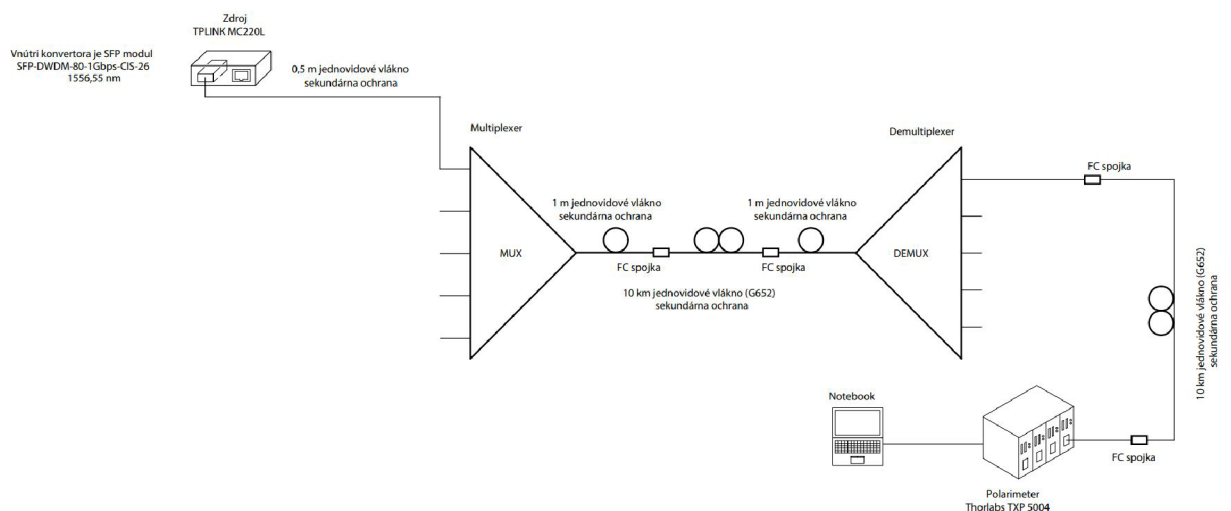 Zdroj
TPLINK MC220L
Vnútri konvertora je SFP modul
SFP-DWDM-80-1Gbps-CIS-26
1556,55 nm
0,5 m jednovidové vlákno
sekundárna ochrana
Multiplexer
Demultiplexer
FC spojka
1 m jednovidové vlákno
sekundárna ochrana
1 m jednovidové vlákno
sekundárna ochrana
MUX
DEMUX
FC spojka
FC spojka
10 km jednovidové vlákno (G652)
sekundárna ochrana
10 km jednovidové vlákno (G652)
sekundárna ochrana
Notebook
FC spojka
Polarimeter
Thorlabs TXP 5004